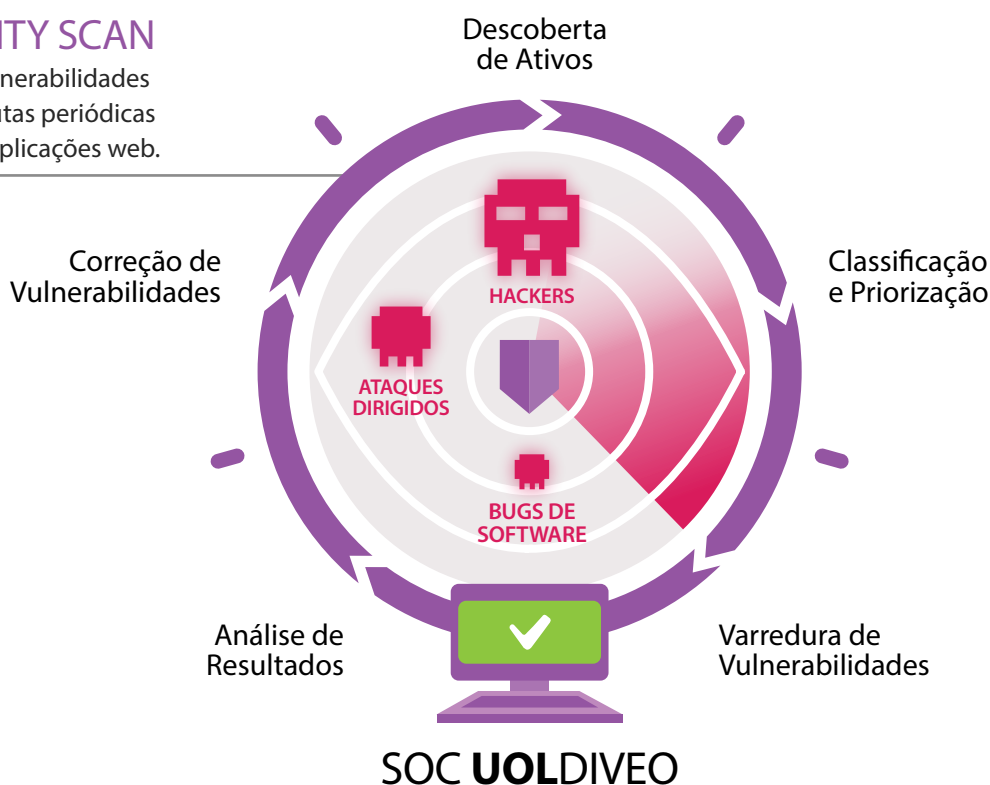 ITY SCAN
nerabilidades
utas periódicas
plicações web.
Descoberta
de Ativos
Correção de
Vulnerabilidades
Classificação
e Priorização
HACKERS
ATAQUES
DIRIGIDOS
BUGS DE
SOFTWARE
Análise de
Resultados
Varredura de
Vulnerabilidades
SOC UOLDIVEO